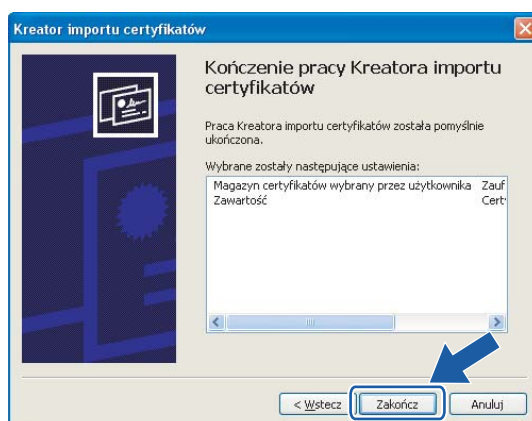 Kreator importu certyfikatów
Kończenie pracy Kreatora importu
certyfikatów
Praca Kreatora importu certyfikatów została pomyślnie
ukończona.
Wybrane zostały następujące ustawienia:
Magazyn certyfikatów wybrany przez użytkownika Zauf
Zawartość Cert
< Wstecz Zakończ Anuluj